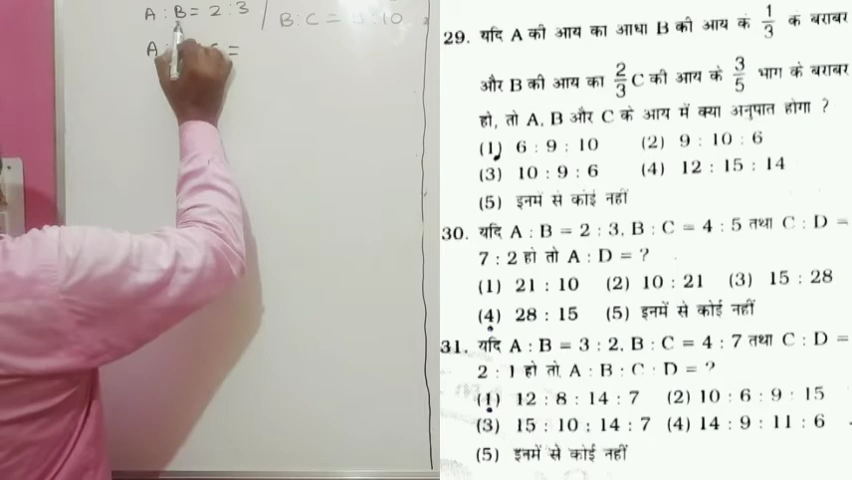 A : B = 2 : 3 / B : C = : 10
A : =
29. यदि A की आय का आधा B की आय के 1/3 के बराबर
और B की आय का 2/3 C की आय के 3/5 भाग के बराबर
हो, तो A, B और C के आय में क्या अनुपात होगा ?
(1) 6 : 9 : 10 (2) 9 : 10 : 6
(3) 10 : 9 : 6 (4) 12 : 15 : 14
(5) इनमें से कोई नहीं
30. यदि A : B = 2 : 3, B : C = 4 : 5 तथा C : D =
7 : 2 हो तो A : D = ?
(1) 21 : 10 (2) 10 : 21 (3) 15 : 28
(4) 28 : 15 (5) इनमें से कोई नहीं
31. यदि A : B = 3 : 2, B : C = 4 : 7 तथा C : D =
2 : 1 हो तो, A : B : C : D = ?
(1) 12 : 8 : 14 : 7 (2) 10 : 6 : 9 : 15
(3) 15 : 10 : 14 : 7 (4) 14 : 9 : 11 : 6
(5) इनमें से कोई नहीं